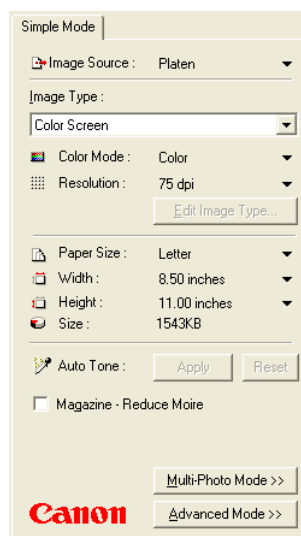 Simple Mode
Image Source : Platen
Image Type :
Color Screen
Color Mode : Color
Resolution : 75 dpi
Edit Image Type...
Paper Size : Letter
Width : 8.50 inches
Height : 11.00 inches
Size : 1543KB
Auto Tone : Apply Reset
Magazine - Reduce Moire
Multi-Photo Mode >>
Canon Advanced Mode >>